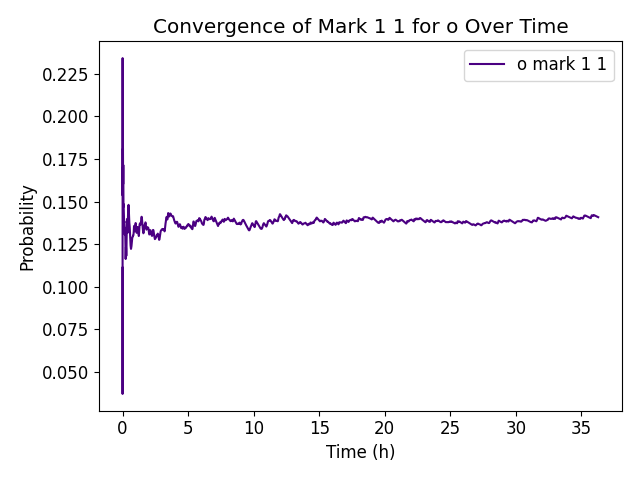 Convergence of Mark 1 1 for o Over Time
o mark 1 1
Probability
0.225
0.200
0.175
0.150
0.125
0.100
0.075
0.050
0 5 10 15 20 25 30 35
Time (h)